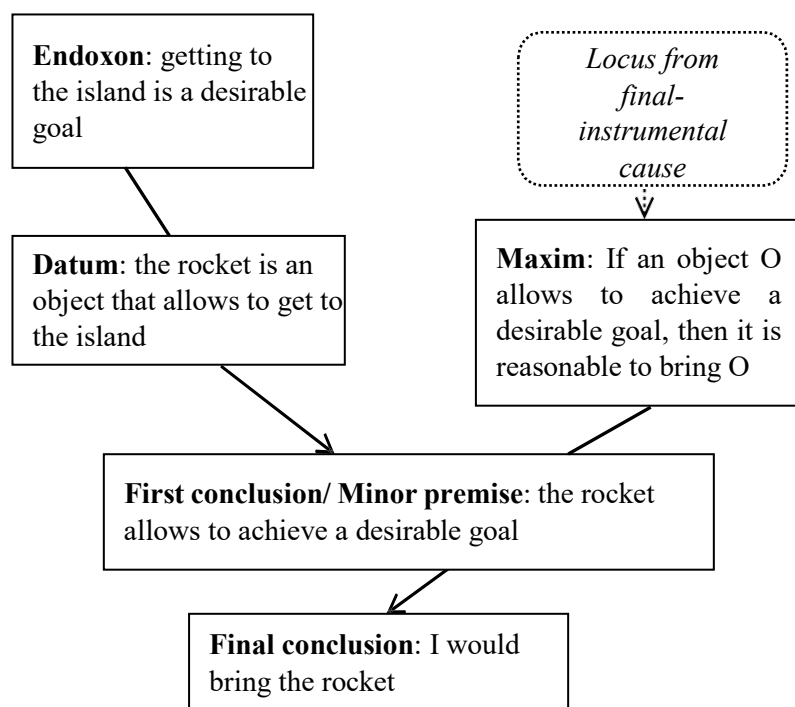 Endoxon: getting to
the island is a desirable
goal
Locus from
final-
instrumental
cause
Datum: the rocket is an
object that allows to get to
the island
Maxim: If an object O
allows to achieve a
desirable goal, then it is
reasonable to bring O
First conclusion/ Minor premise: the rocket
allows to achieve a desirable goal
Final conclusion: I would
bring the rocket